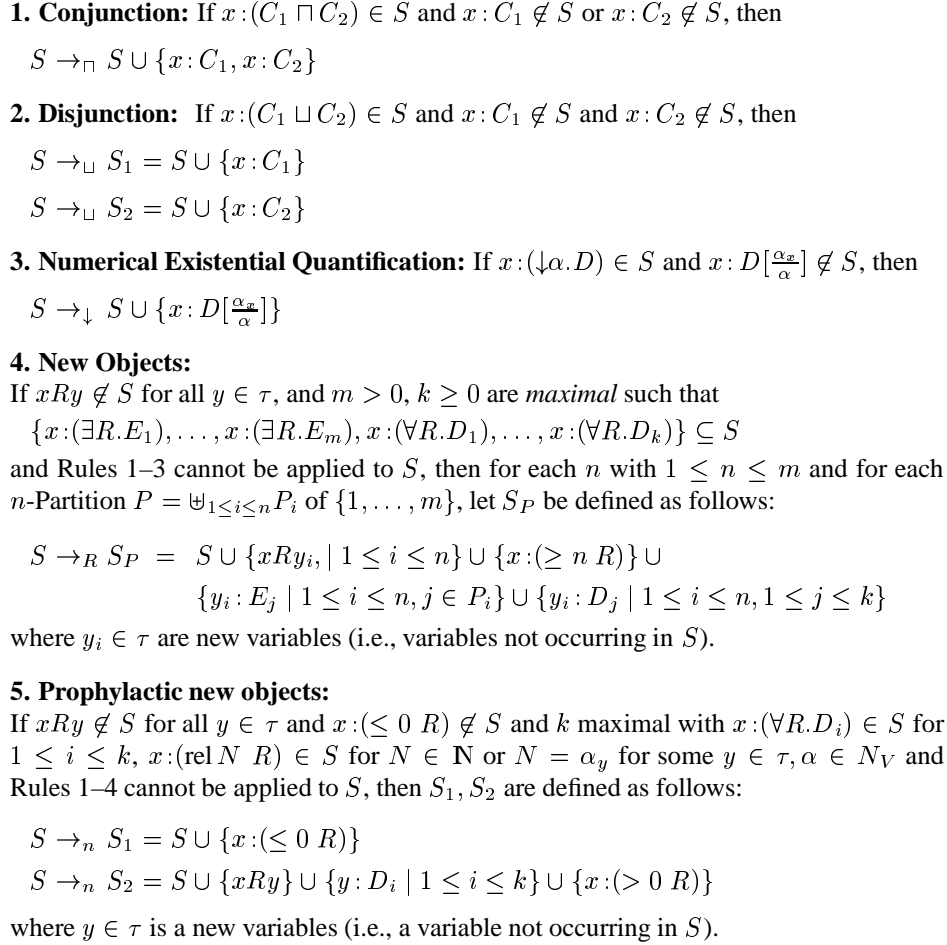 1. Conjunction: If x:(C₁ ⊓ C₂) ∈ S and x:C₁ ∉ S or x:C₂ ∉ S, then
S →⊓ S ∪ {x:C₁, x:C₂}
2. Disjunction: If x:(C₁ ⊔ C₂) ∈ S and x:C₁ ∉ S and x:C₂ ∉ S, then
S →⊔ S₁ = S ∪ {x:C₁}
S →⊔ S₂ = S ∪ {x:C₂}
3. Numerical Existential Quantification: If x:(↓α.D) ∈ S and x:D[αₓ/α] ∉ S, then
S →↓ S ∪ {x:D[αₓ/α]}
4. New Objects:
If xRy ∉ S for all y ∈ τ, and m > 0, k ≥ 0 are maximal such that
{x:(∃R.E₁), . . . , x:(∃R.Eₘ), x:(∀R.D₁), . . . , x:(∀R.Dₖ)} ⊆ S
and Rules 1–3 cannot be applied to S, then for each n with 1 ≤ n ≤ m and for each
n-Partition P = ⊎_{1≤i≤n} Pᵢ of {1, . . . , m}, let S_P be defined as follows:
S →_R S_P = S ∪ {xRyᵢ, | 1 ≤ i ≤ n} ∪ {x:(≥ n R)} ∪
{yᵢ:Eⱼ | 1 ≤ i ≤ n, j ∈ Pᵢ} ∪ {yᵢ:Dⱼ | 1 ≤ i ≤ n, 1 ≤ j ≤ k}
where yᵢ ∈ τ are new variables (i.e., variables not occurring in S).
5. Prophylactic new objects:
If xRy ∉ S for all y ∈ τ and x:(≤ 0 R) ∉ S and k maximal with x:(∀R.Dᵢ) ∈ S for
1 ≤ i ≤ k, x:(rel N R) ∈ S for N ∈ ℕ or N = α_y for some y ∈ τ, α ∈ N_V and
Rules 1–4 cannot be applied to S, then S₁, S₂ are defined as follows:
S →ₙ S₁ = S ∪ {x:(≤ 0 R)}
S →ₙ S₂ = S ∪ {xRy} ∪ {y:Dᵢ | 1 ≤ i ≤ k} ∪ {x:(> 0 R)}
where y ∈ τ is a new variables (i.e., a variable not occurring in S).